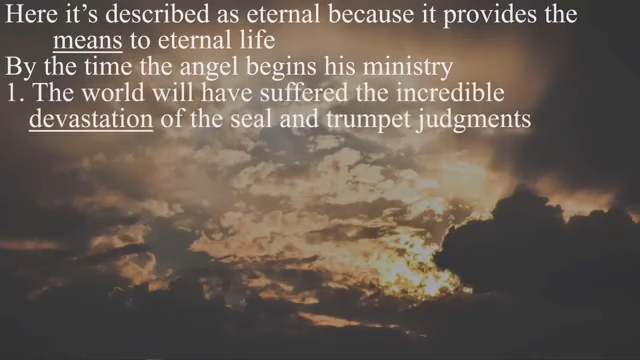 Here it’s described as eternal because it provides the
means to eternal life
By the time the angel begins his ministry
1. The world will have suffered the incredible
devastation of the seal and trumpet judgments